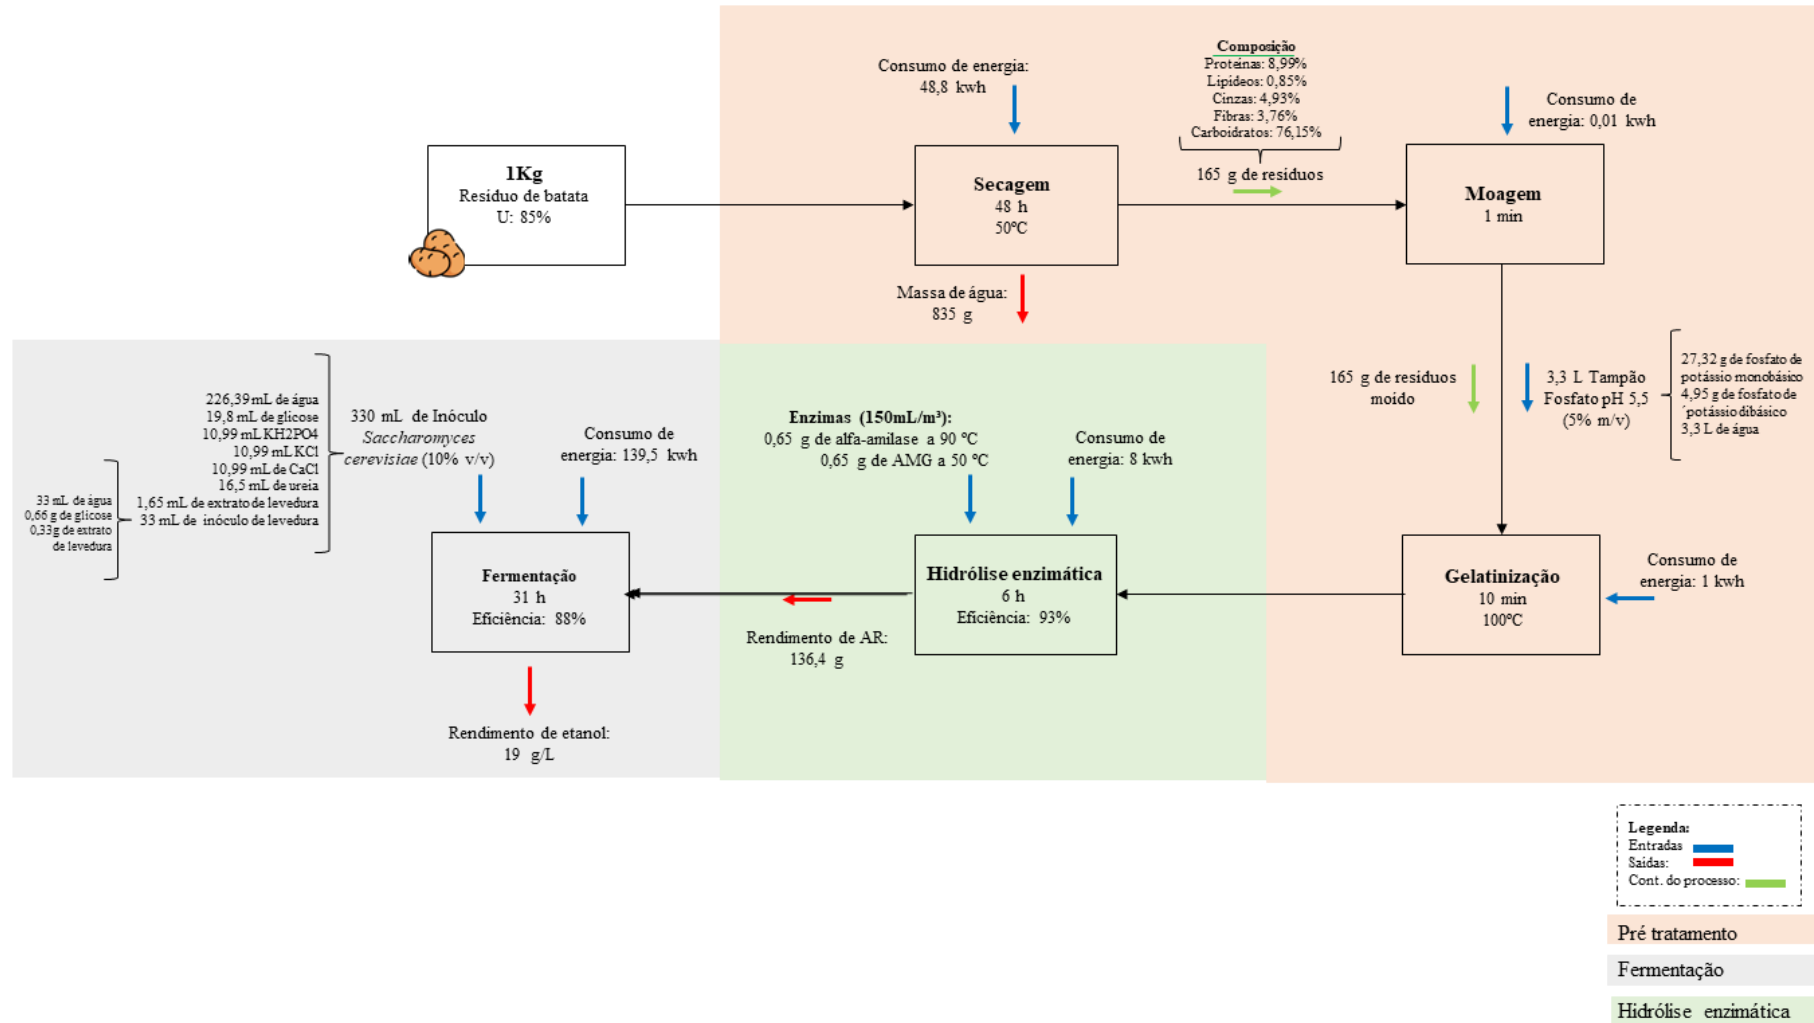 1Kg
Resíduo de batata
U: 85%
Consumo de energia:
48,8 kwh
Secagem
48 h
50ºC
Massa de água:
835 g
Composição
Proteínas: 8,99%
Lipídeos: 0,85%
Cinzas: 4,93%
Fibras: 3,76%
Carboidratos: 76,15%
165 g de resíduos
Consumo de
energia: 0,01 kwh
Moagem
1 min
165 g de resíduos
moido
3,3 L Tampão
Fosfato pH 5,5
(5% m/v)
27,32 g de fosfato de
potássio monobásico
4,95 g de fosfato de
´potássio dibásico
3,3 L de água
Gelatinização
10 min
100ºC
Consumo de
energia: 1 kwh
Enzimas (150mL/m³):
0,65 g de alfa-amilase a 90 ºC
0,65 g de AMG a 50 ºC
Consumo de
energia: 8 kwh
Hidrólise enzimática
6 h
Eficiência: 93%
Rendimento de AR:
136,4 g
226,39 mL de água
19,8 mL de glicose
10,99 mL KH2PO4
10,99 mL KCl
10,99 mL de CaCl
16,5 mL de ureia
1,65 mL de extrato de levedura
33 mL de inóculo de levedura
33 mL de água
0,66 g de glicose
0,33g de extrato
de levedura
330 mL de Inóculo
Saccharomyces
cerevisiae (10% v/v)
Consumo de
energia: 139,5 kwh
Fermentação
31 h
Eficiência: 88%
Rendimento de etanol:
19 g/L
Legenda:
Entradas
Saídas:
Cont. do processo:
Pré tratamento
Fermentação
Hidrólise enzimática